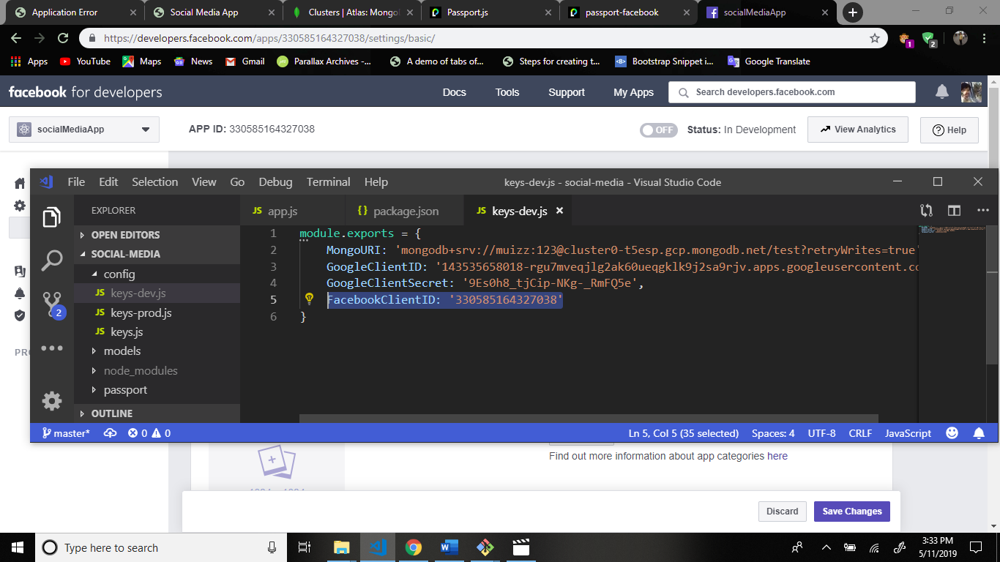 Application Error
Social Media App
Clusters | Atlas: Mongo
Passport.js
passport-facebook
socialMediaApp
https://developers.facebook.com/apps/330585164327038/settings/basic/
1
2
Apps
YouTube
Maps
News
Gmail
Parallax Archives -...
A demo of tabs of...
Steps for creating t...
Bootstrap Snippet i...
Google Translate
facebook for developers
Docs
Tools
Support
My Apps
Search developers.facebook.com
socialMediaApp
APP ID: 330585164327038
OFF
Status: In Development
View Analytics
Help
File Edit Selection View Go Debug Terminal Help
keys-dev.js - social-media - Visual Studio Code
EXPLORER
JS app.js
{} package.json
JS keys-dev.js
OPEN EDITORS
SOCIAL-MEDIA
config
JS keys-dev.js
JS keys-prod.js
JS keys.js
models
node_modules
passport
OUTLINE
2
1 module.exports = {
2 MongoURI: 'mongodb+srv://muizz:123@cluster0-t5esp.gcp.mongodb.net/test?retryWrites=true'
3 GoogleClientID: '143535658018-rgu7mveqjlg2ak60ueqgklk9j2sa9rjv.apps.googleusercontent.co
4 GoogleClientSecret: '9Es0h8_tjCip-NKg-_RmFQ5e',
5 FacebookClientID: '330585164327038'
6 }
master*
0
0
Ln 5, Col 5 (35 selected)
Spaces: 4
UTF-8
CRLF
JavaScript
PR
Find out more information about app categories here
Discard
Save Changes
Type here to search
3:33 PM
5/11/2019